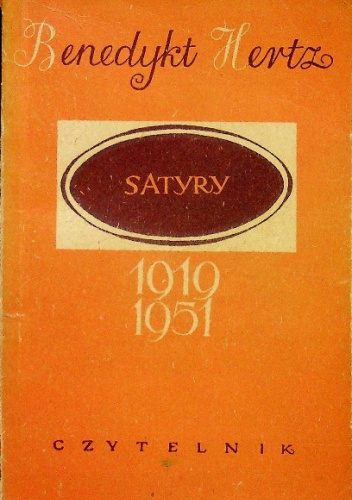 Benedykt Hertz
SATYRY
1919
1951
CZYTELNIK